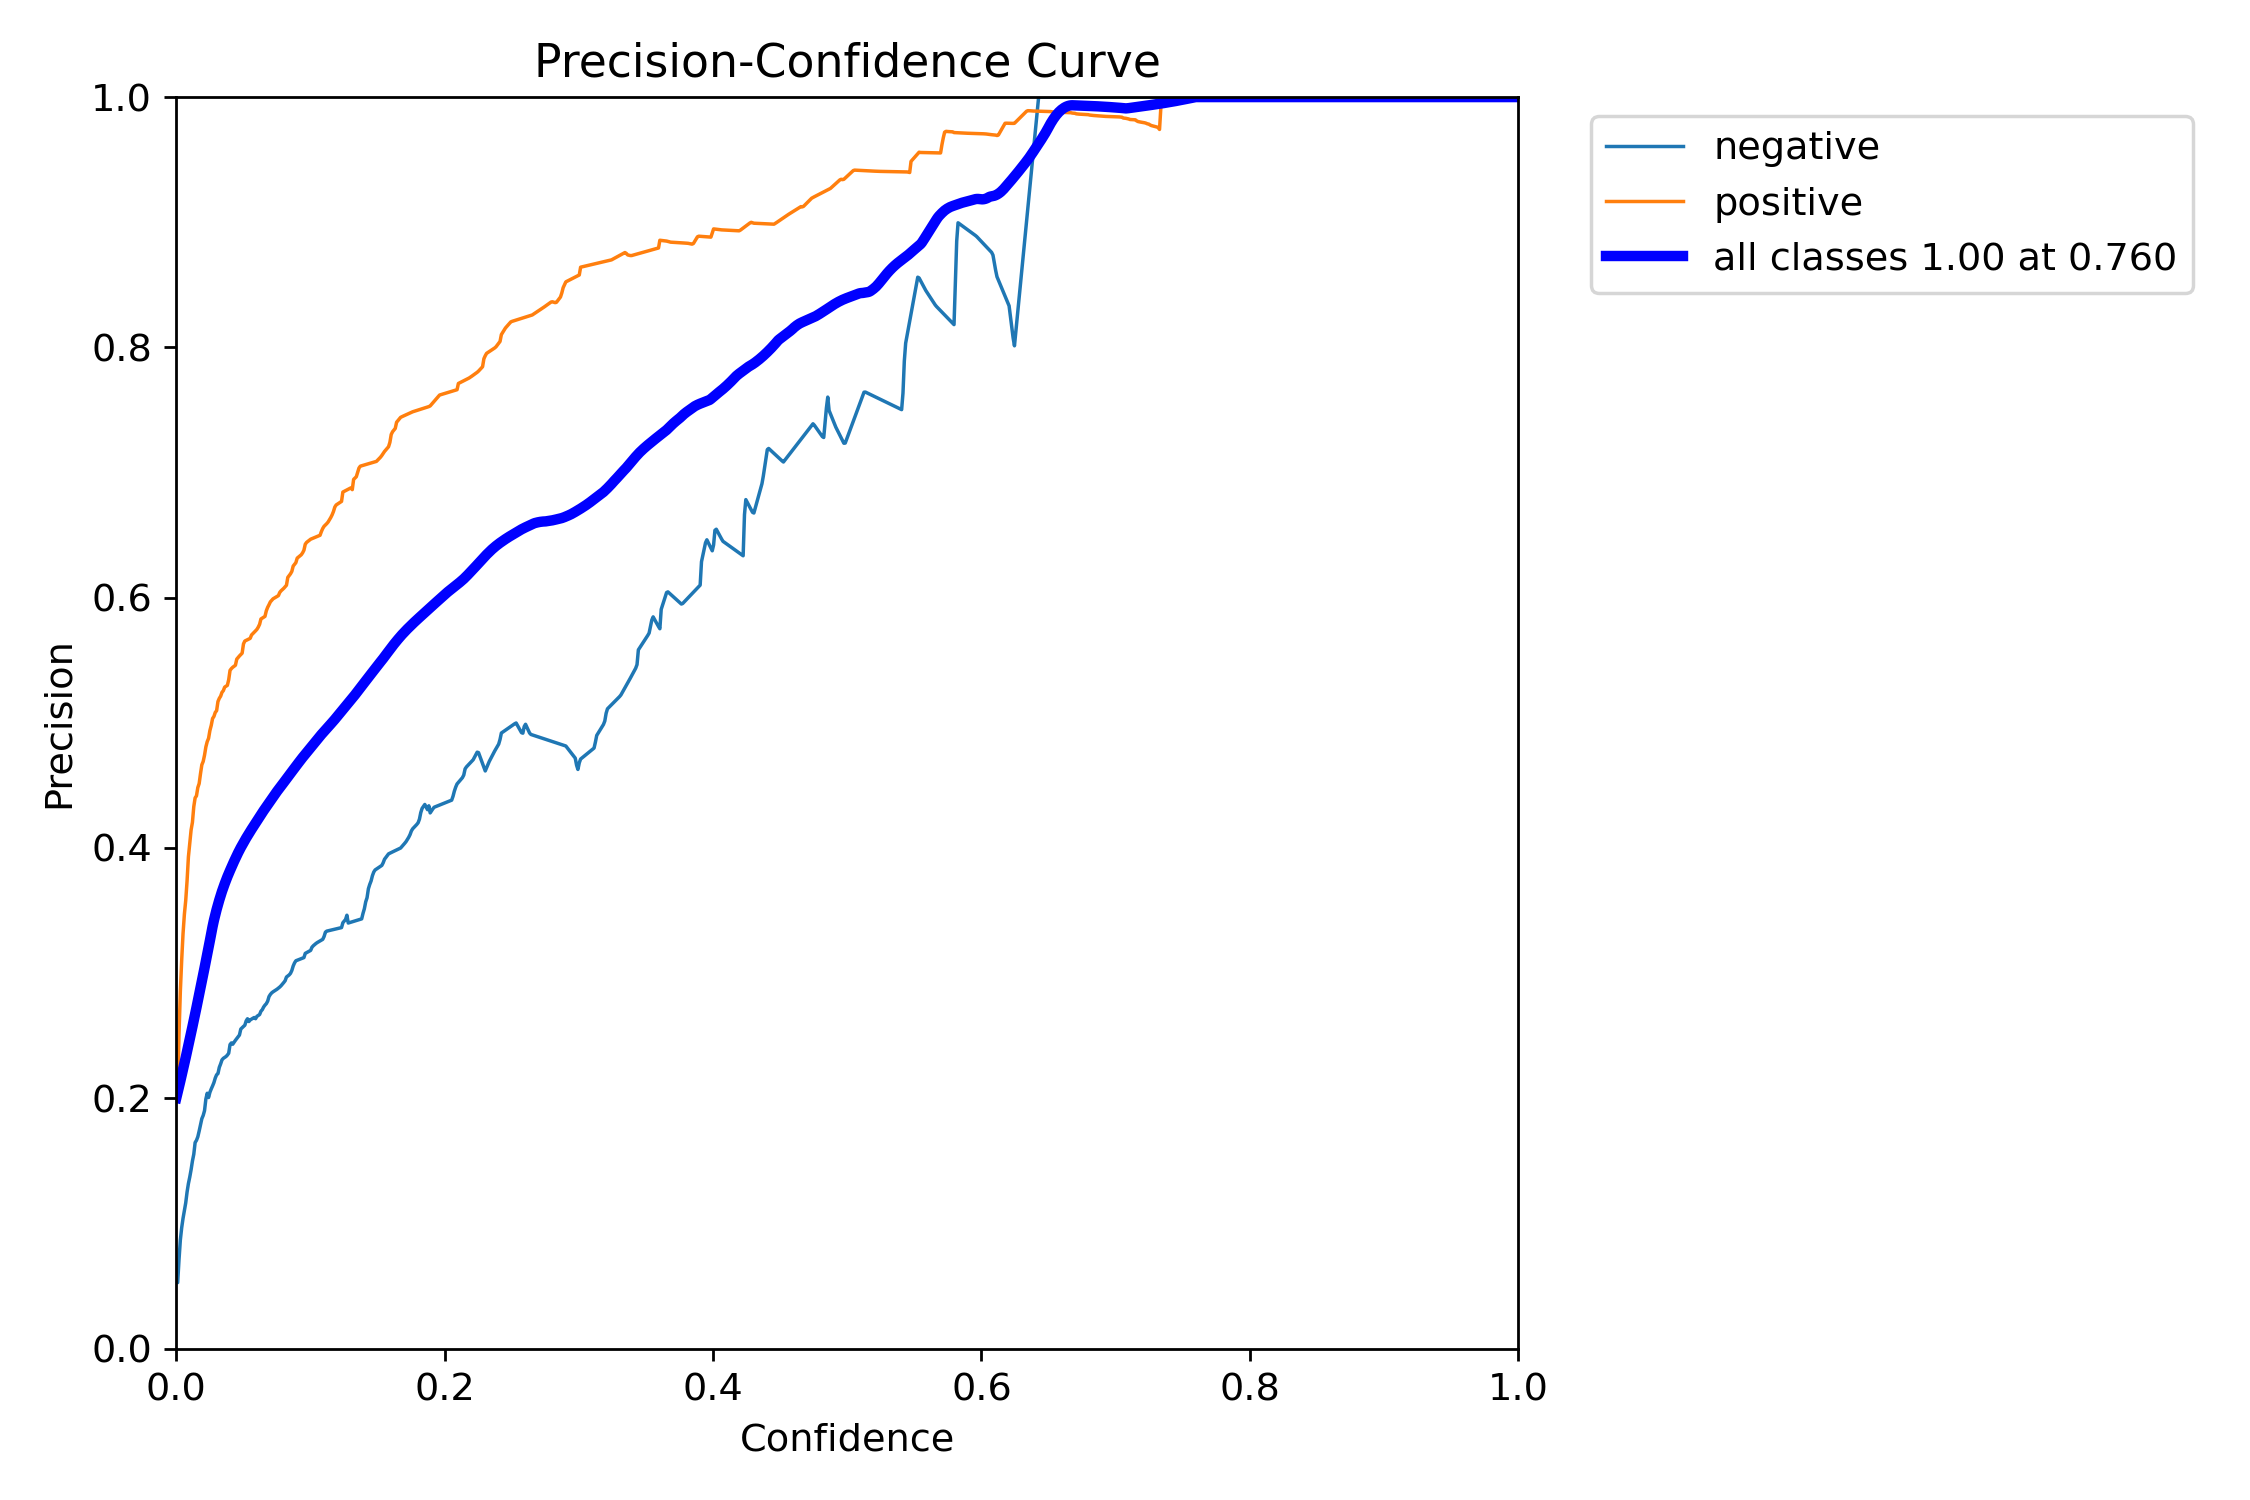 Precision-Confidence Curve
1.0
0.8
0.6
0.4
0.2
0.0
Precision
0.0 0.2 0.4 0.6 0.8 1.0
Confidence
negative
positive
all classes 1.00 at 0.760